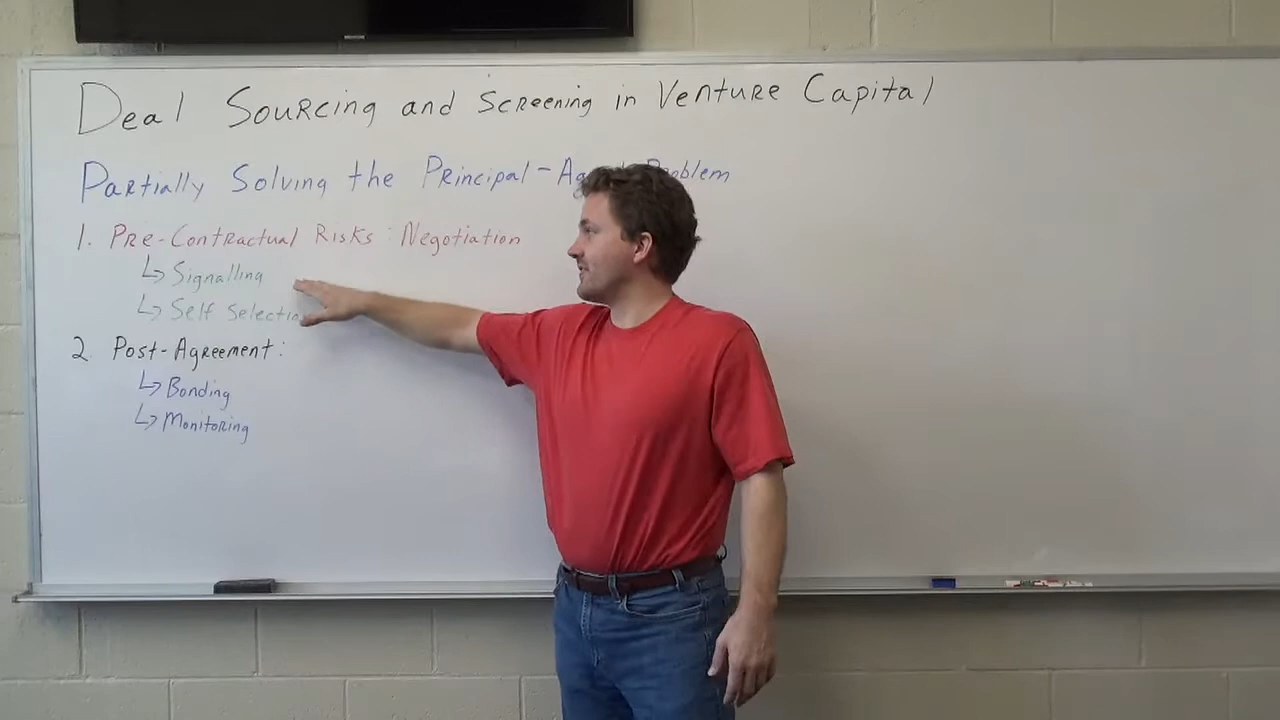 Deal Sourcing and Screening in Venture Capital
Partially Solving the Principal-Agent Problem
1. Pre-Contractual Risks: Negotiation
↳ Signalling
↳ Self Selectin
2. Post-Agreement:
↳ Bonding
↳ Monitoring